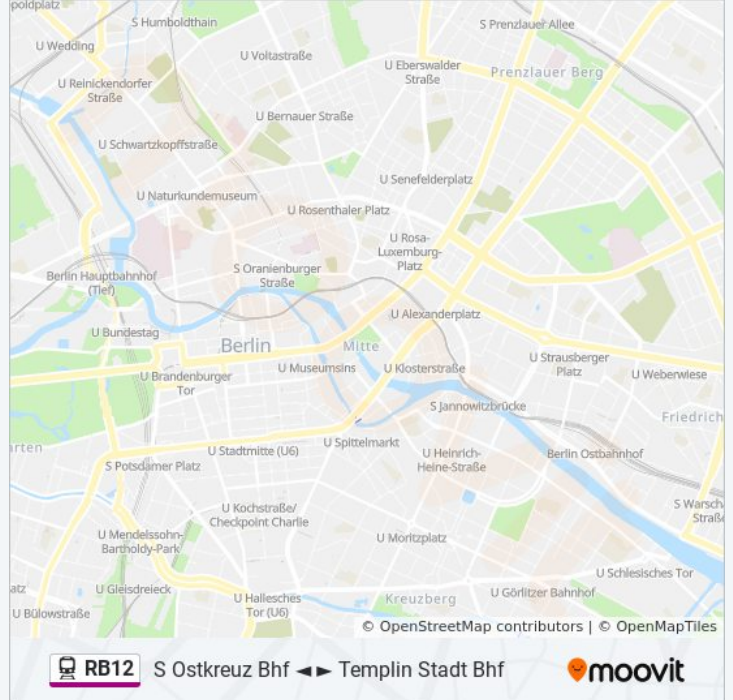 poldplatz
S Humboldthain
S Prenzlauer Allee
U Wedding
U Voltastraße
U Eberswalder
Straße
Prenzlauer Berg
U Reinickendorfer
Straße
U Bernauer Straße
U Schwartzkopffstraße
U Senefelderplatz
U Naturkundemuseum
U Rosenthaler Platz
U Rosa-
Luxemburg-
Platz
S Oranienburger
Straße
Berlin Hauptbahnhof
(Tief)
U Alexanderplatz
U Bundestag
Berlin
Mitte
U Strausberger
Platz
U Museumsins
U Klosterstraße
U Weberwiese
U Brandenburger
Tor
S Jannowitzbrücke
Friedrich
U Spittelmarkt
arten
U Stadtmitte (U6)
U Heinrich-
Heine-Straße
Berlin Ostbahnhof
S Potsdamer Platz
S Warsch
Straße
U Kochstraße/
Checkpoint Charlie
U Mendelssohn-
Bartholdy-Park
U Moritzplatz
U Schlesisches Tor
atz
U Gleisdreieck
U Görlitzer Bahnhof
U Hallesches
Tor (U6)
Kreuzberg
U Bülowstraße
© OpenStreetMap contributors | © OpenMapTiles
RB12 S Ostkreuz Bhf ◄ ► Templin Stadt Bhf
moovit